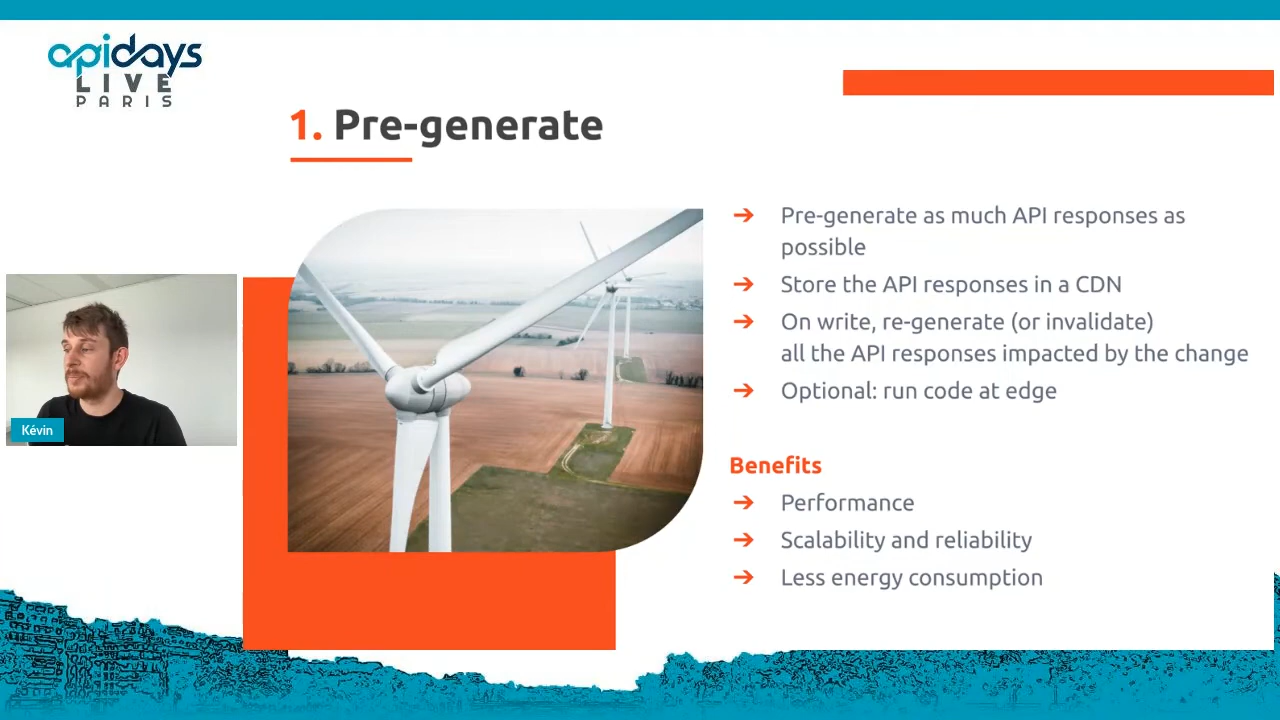 apidays
LIVE
PARIS
1. Pre-generate
➔ Pre-generate as much API responses as
possible
➔ Store the API responses in a CDN
➔ On write, re-generate (or invalidate)
all the API responses impacted by the change
➔ Optional: run code at edge
Kévin
Benefits
➔ Performance
➔ Scalability and reliability
➔ Less energy consumption